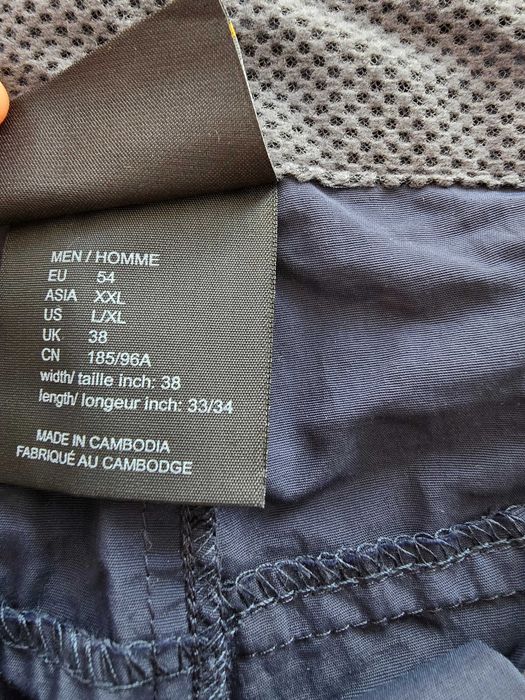 MEN / HOMME
EU 54
ASIA XXL
US L/XL
UK 38
CN 185/96A
width/ taille inch: 38
length/ longeur inch: 33/34
MADE IN CAMBODIA
FABRIQUÉ AU CAMBODGE